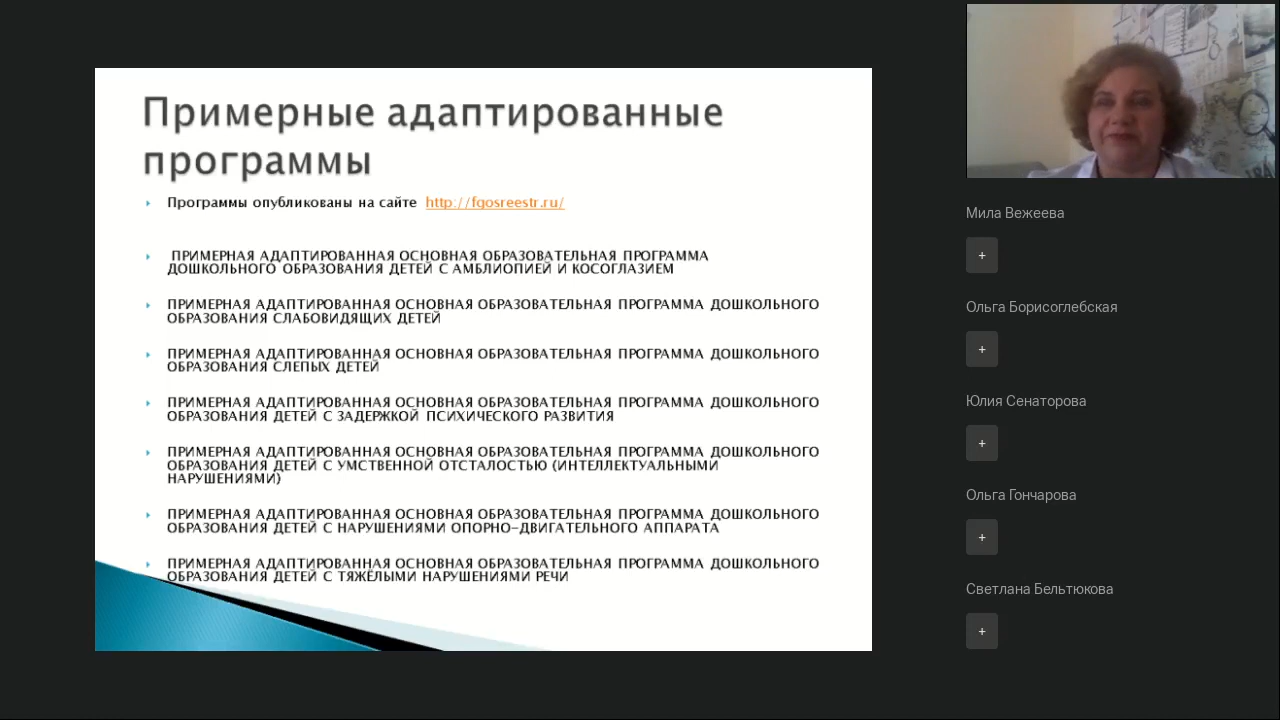 Примерные адаптированные
программы
Программы опубликованы на сайте http://fgosreestr.ru/
ПРИМЕРНАЯ АДАПТИРОВАННАЯ ОСНОВНАЯ ОБРАЗОВАТЕЛЬНАЯ ПРОГРАММА
ДОШКОЛЬНОГО ОБРАЗОВАНИЯ ДЕТЕЙ С АМБЛИОПИЕЙ И КОСОГЛАЗИЕМ
ПРИМЕРНАЯ АДАПТИРОВАННАЯ ОСНОВНАЯ ОБРАЗОВАТЕЛЬНАЯ ПРОГРАММА ДОШКОЛЬНОГО
ОБРАЗОВАНИЯ СЛАБОВИДЯЩИХ ДЕТЕЙ
ПРИМЕРНАЯ АДАПТИРОВАННАЯ ОСНОВНАЯ ОБРАЗОВАТЕЛЬНАЯ ПРОГРАММА ДОШКОЛЬНОГО
ОБРАЗОВАНИЯ СЛЕПЫХ ДЕТЕЙ
ПРИМЕРНАЯ АДАПТИРОВАННАЯ ОСНОВНАЯ ОБРАЗОВАТЕЛЬНАЯ ПРОГРАММА ДОШКОЛЬНОГО
ОБРАЗОВАНИЯ ДЕТЕЙ С ЗАДЕРЖКОЙ ПСИХИЧЕСКОГО РАЗВИТИЯ
ПРИМЕРНАЯ АДАПТИРОВАННАЯ ОСНОВНАЯ ОБРАЗОВАТЕЛЬНАЯ ПРОГРАММА ДОШКОЛЬНОГО
ОБРАЗОВАНИЯ ДЕТЕЙ С УМСТВЕННОЙ ОТСТАЛОСТЬЮ (ИНТЕЛЛЕКТУАЛЬНЫМИ
НАРУШЕНИЯМИ)
ПРИМЕРНАЯ АДАПТИРОВАННАЯ ОСНОВНАЯ ОБРАЗОВАТЕЛЬНАЯ ПРОГРАММА ДОШКОЛЬНОГО
ОБРАЗОВАНИЯ ДЕТЕЙ С НАРУШЕНИЯМИ ОПОРНО-ДВИГАТЕЛЬНОГО АППАРАТА
ПРИМЕРНАЯ АДАПТИРОВАННАЯ ОСНОВНАЯ ОБРАЗОВАТЕЛЬНАЯ ПРОГРАММА ДОШКОЛЬНОГО
ОБРАЗОВАНИЯ ДЕТЕЙ С ТЯЖЁЛЫМИ НАРУШЕНИЯМИ РЕЧИ
Мила Вежеева
+
Ольга Борисоглебская
+
Юлия Сенаторова
+
Ольга Гончарова
+
Светлана Бельтюкова
+